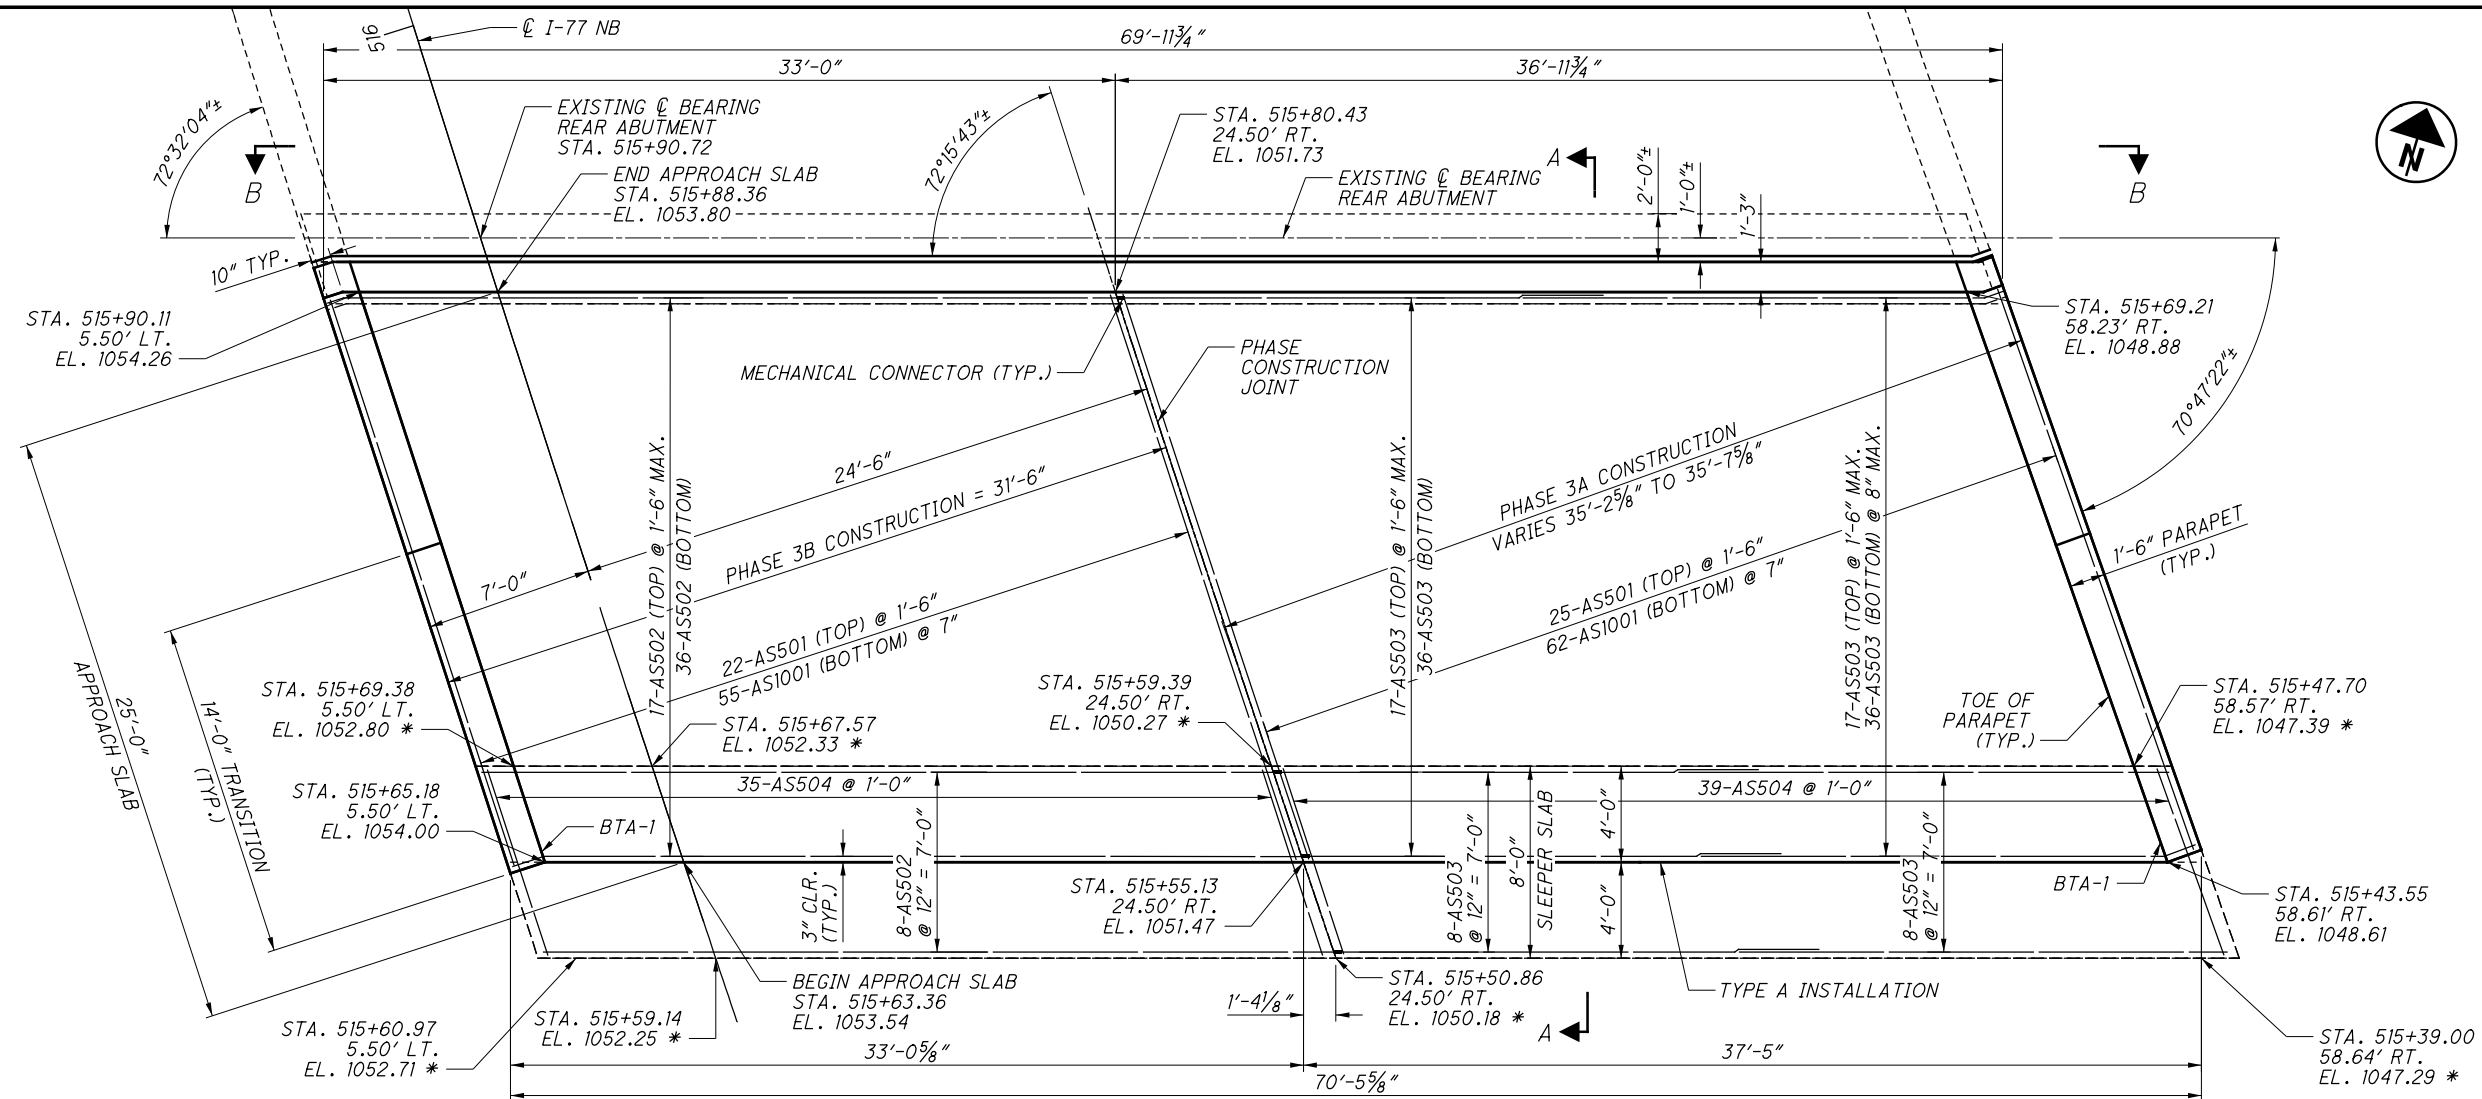 516
℄ I-77 NB
69'-11¾"
33'-0"
36'-11¾"
72°32'04"±
B
EXISTING ℄ BEARING
REAR ABUTMENT
STA. 515+90.72
END APPROACH SLAB
STA. 515+88.36
EL. 1053.80
72°15'43"±
STA. 515+80.43
24.50' RT.
EL. 1051.73
EXISTING ℄ BEARING
REAR ABUTMENT
A
2'-0"±
1'-0"±
1'-3"
B
N
10" TYP.
STA. 515+90.11
5.50' LT.
EL. 1054.26
MECHANICAL CONNECTOR (TYP.)
PHASE
CONSTRUCTION
JOINT
STA. 515+69.21
58.23' RT.
EL. 1048.88
70°47'22"±
24'-6"
7'-0"
PHASE 3B CONSTRUCTION = 31'-6"
22-AS501 (TOP) @ 1'-6"
55-AS1001 (BOTTOM) @ 7"
17-AS502 (TOP) @ 1'-6" MAX.
36-AS502 (BOTTOM)
17-AS503 (TOP) @ 1'-6" MAX.
36-AS503 (BOTTOM)
PHASE 3A CONSTRUCTION
VARIES 35'-2⅝" TO 35'-7⅝"
25-AS501 (TOP) @ 1'-6"
62-AS1001 (BOTTOM) @ 7"
17-AS503 (TOP) @ 1'-6" MAX.
36-AS503 (BOTTOM) @ 8" MAX.
1'-6" PARAPET
(TYP.)
25'-0"
APPROACH SLAB
14'-0" TRANSITION
(TYP.)
STA. 515+69.38
5.50' LT.
EL. 1052.80 *
STA. 515+67.57
EL. 1052.33 *
STA. 515+59.39
24.50' RT.
EL. 1050.27 *
TOE OF
PARAPET
(TYP.)
STA. 515+47.70
58.57' RT.
EL. 1047.39 *
STA. 515+65.18
5.50' LT.
EL. 1054.00
BTA-1
35-AS504 @ 1'-0"
39-AS504 @ 1'-0"
3" CLR.
(TYP.)
8-AS502
@ 12" = 7'-0"
STA. 515+55.13
24.50' RT.
EL. 1051.47
8-AS503
@ 12" = 7'-0"
8'-0"
SLEEPER SLAB
4'-0"
4'-0"
8-AS503
@ 12" = 7'-0"
BTA-1
STA. 515+43.55
58.61' RT.
EL. 1048.61
STA. 515+60.97
5.50' LT.
EL. 1052.71 *
STA. 515+59.14
EL. 1052.25 *
BEGIN APPROACH SLAB
STA. 515+63.36
EL. 1053.54
1'-4⅛"
STA. 515+50.86
24.50' RT.
EL. 1050.18 *
A
TYPE A INSTALLATION
STA. 515+39.00
58.64' RT.
EL. 1047.29 *
33'-0⅝"
37'-5"
70'-5⅝"